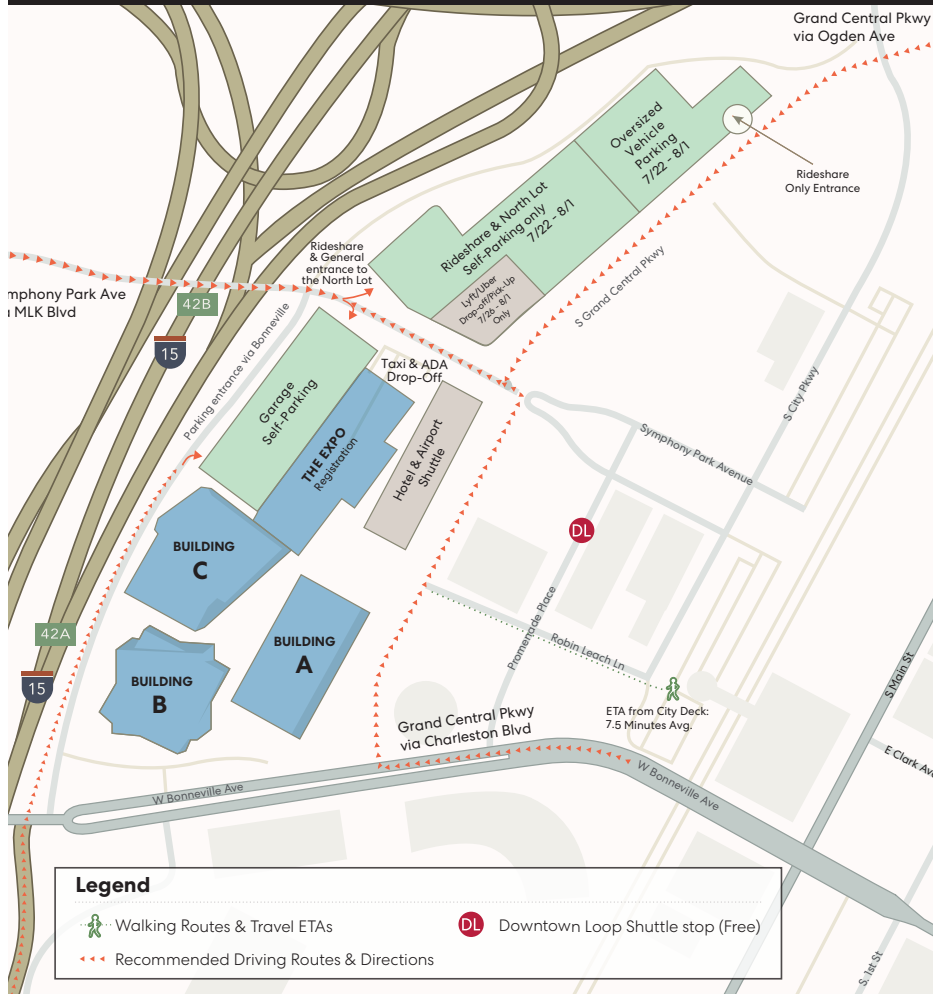 Grand Central Pkwy
via Ogden Ave
Oversized
Vehicle
Parking
7/22 - 8/1
Rideshare
Only Entrance
Rideshare & North Lot
Self-Parking only
7/22 - 8/1
Rideshare
& General
entrance to
the North Lot
Lyft/Uber
Drop-off/Pick-Up
7/26 - 8/1
Only
S Grand Central Pkwy
mphony Park Ave
MLK Blvd
42B
15
Parking entrance via Bonneville
Garage
Self-Parking
Taxi & ADA
Drop-Off
THE EXPO
Registration
Hotel & Airport
Shuttle
S City Pkwy
Symphony Park Avenue
DL
BUILDING
C
Promenade Place
Robin Leach Ln
42A
15
BUILDING
A
BUILDING
B
ETA from City Deck:
7.5 Minutes Avg.
S Main St
Grand Central Pkwy
via Charleston Blvd
E Clark Av
W Bonneville Ave
W Bonneville Ave
Legend
Walking Routes & Travel ETAs
DL Downtown Loop Shuttle stop (Free)
Recommended Driving Routes & Directions
S. 1st St